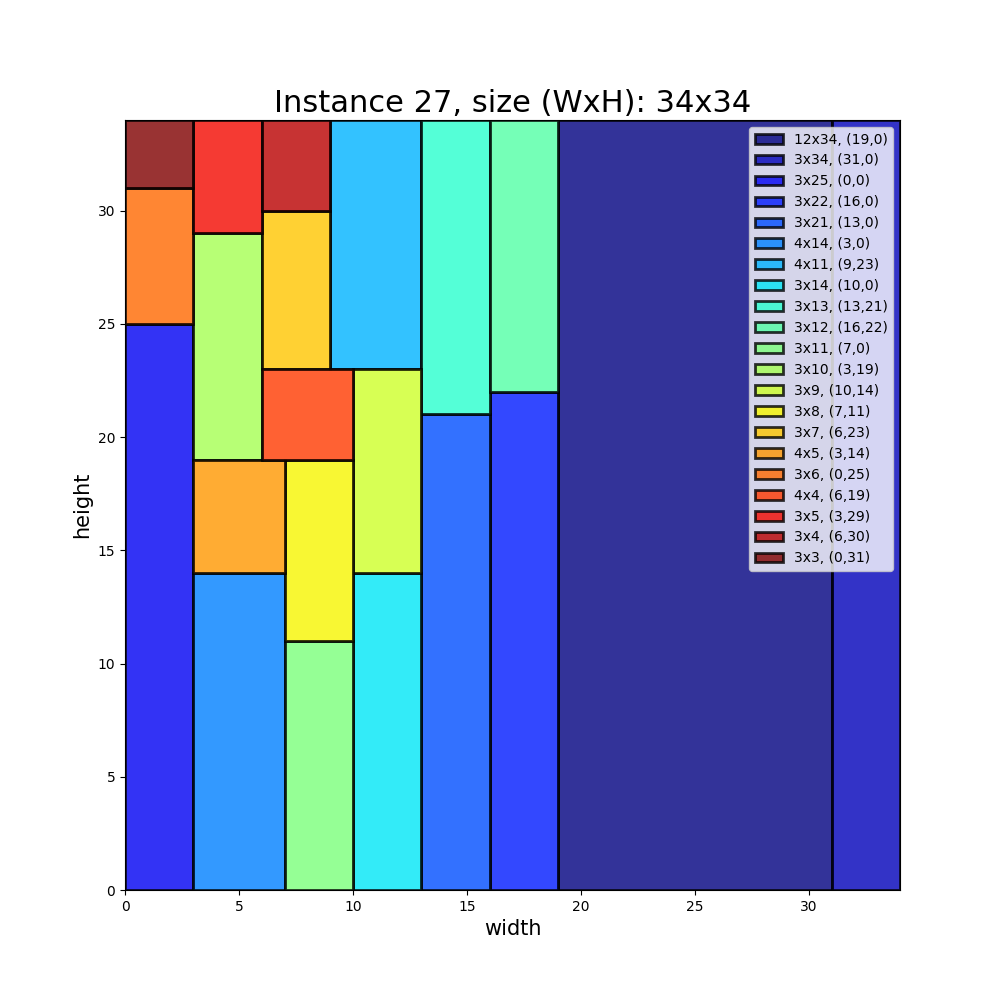 Instance 27, size (WxH): 34x34
12x34, (19,0)
3x34, (31,0)
3x25, (0,0)
3x22, (16,0)
3x21, (13,0)
4x14, (3,0)
4x11, (9,23)
3x14, (10,0)
3x13, (13,21)
3x12, (16,22)
3x11, (7,0)
3x10, (3,19)
3x9, (10,14)
3x8, (7,11)
3x7, (6,23)
4x5, (3,14)
3x6, (0,25)
4x4, (6,19)
3x5, (3,29)
3x4, (6,30)
3x3, (0,31)
30
25
20
15
10
5
0
height
0 5 10 15 20 25 30
width